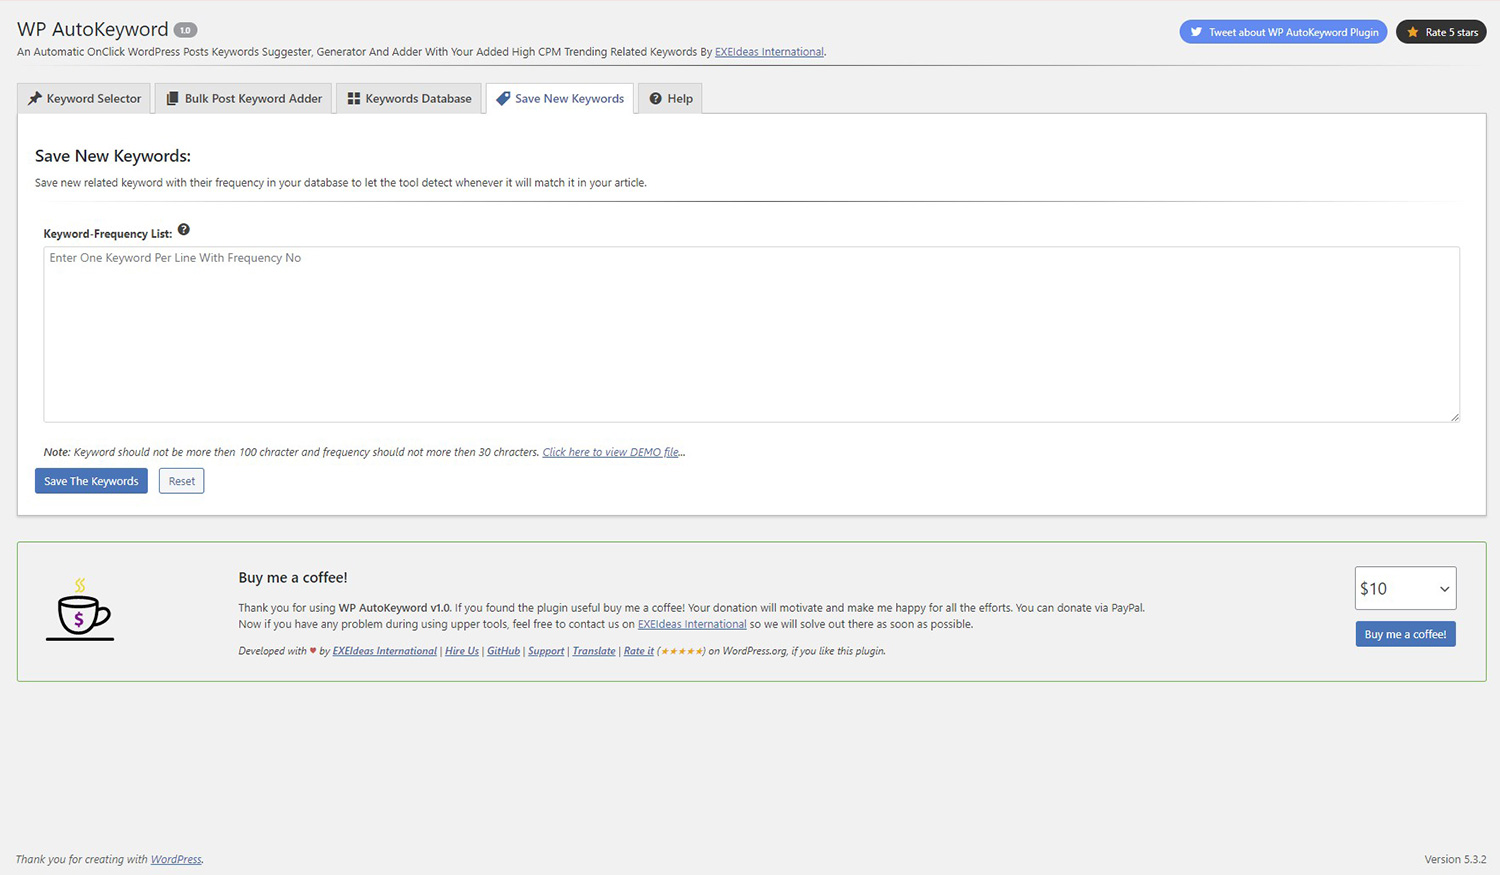 WP AutoKeyword 1.0
Tweet about WP AutoKeyword Plugin
Rate 5 stars
An Automatic OnClick WordPress Posts Keywords Suggester, Generator And Adder With Your Added High CPM Trending Related Keywords By EXEIdeas International.
Keyword Selector
Bulk Post Keyword Adder
Keywords Database
Save New Keywords
Help
Save New Keywords:
Save new related keyword with their frequency in your database to let the tool detect whenever it will match it in your article.
Keyword-Frequency List: ?
Enter One Keyword Per Line With Frequency No
Note: Keyword should not be more then 100 chracter and frequency should not more then 30 chracters. Click here to view DEMO file...
Save The Keywords
Reset
$
Buy me a coffee!
Thank you for using WP AutoKeyword v1.0. If you found the plugin useful buy me a coffee! Your donation will motivate and make me happy for all the efforts. You can donate via PayPal.
Now if you have any problem during using upper tools, feel free to contact us on EXEIdeas International so we will solve out there as soon as possible.
Developed with ♥ by EXEIdeas International | Hire Us | GitHub | Support | Translate | Rate it (★★★★★) on WordPress.org, if you like this plugin.
$10
Buy me a coffee!
Thank you for creating with WordPress.
Version 5.3.2